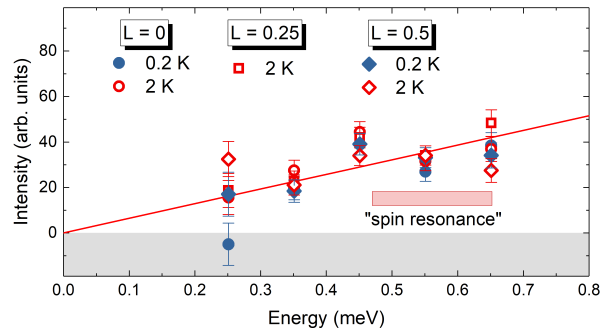 100
80
60
40
20
0
Intensity (arb. units)
L = 0
L = 0.25
L = 0.5
0.2 K
2 K
2 K
0.2 K
2 K
"spin resonance"
0.0 0.1 0.2 0.3 0.4 0.5 0.6 0.7 0.8
Energy (meV)